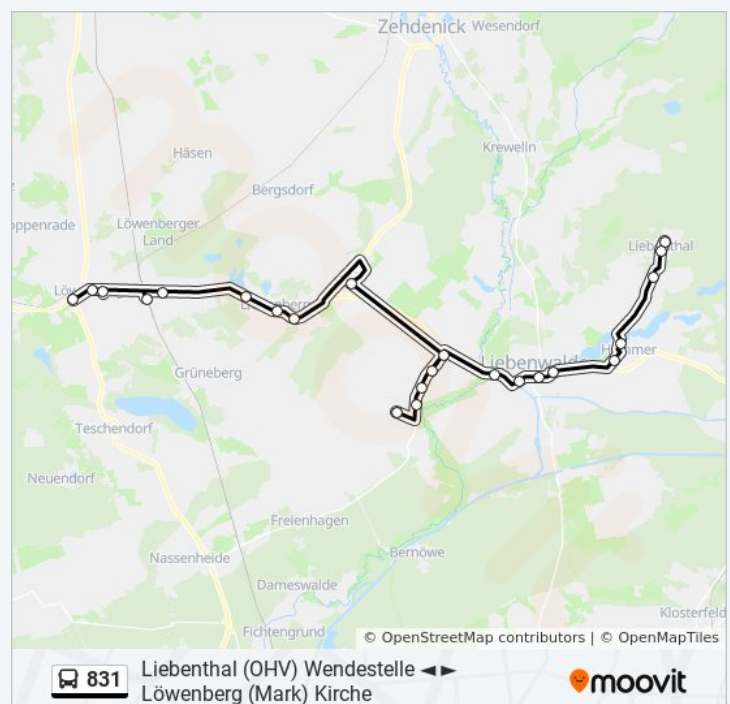 Zehdenick
Wesendorf
Krewelin
Häsen
Bergsdorf
oppenrade
Löwenberger
Land
Liebenthal
Liebenwalde
Grüneberg
Teschendorf
Neuendorf
Freienhagen
Nassenheide
Bernöwe
Dameswalde
Klosterfeld
Fichtengrund
© OpenStreetMap contributors | © OpenMapTiles
831
Liebenthal (OHV) Wendestelle ◄►
Löwenberg (Mark) Kirche
moovit